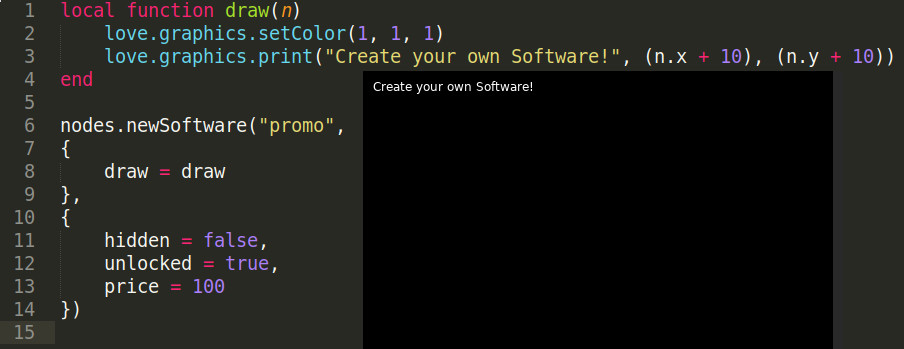 1 local function draw(n)
2     love.graphics.setColor(1, 1, 1)
3     love.graphics.print("Create your own Software!", (n.x + 10), (n.y + 10))
4 end
5
6 nodes.newSoftware("promo",
7 {
8     draw = draw
9 },
10 {
11     hidden = false,
12     unlocked = true,
13     price = 100
14 })
15
Create your own Software!